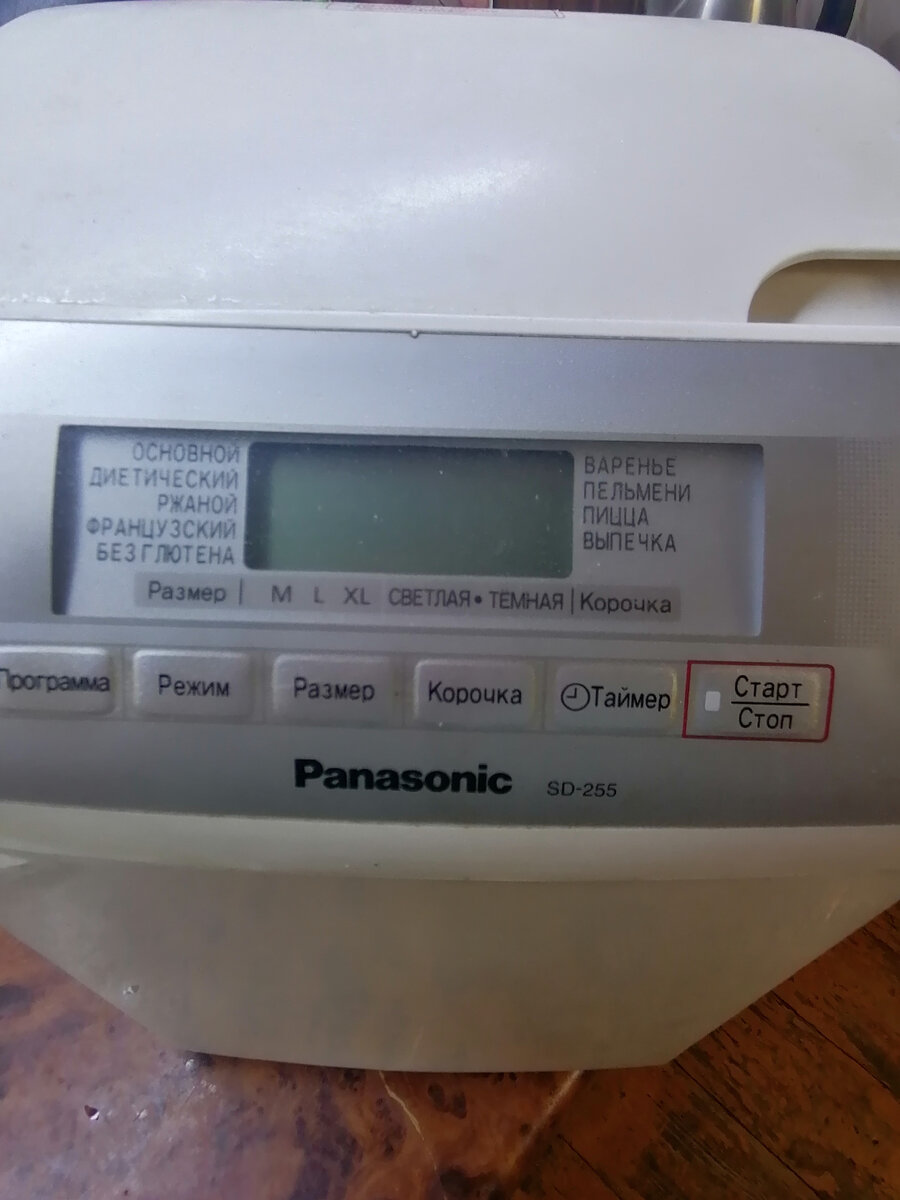 ОСНОВНОЙ
ДИЕТИЧЕСКИЙ
РЖАНОЙ
ФРАНЦУЗСКИЙ
БЕЗ ГЛЮТЕНА
ВАРЕНЬЕ
ПЕЛЬМЕНИ
ПИЦЦА
ВЫПЕЧКА
Размер | M L XL СВЕТЛАЯ • ТЕМНАЯ | Корочка
Программа Режим Размер Корочка Таймер Старт
Стоп
Panasonic SD-255